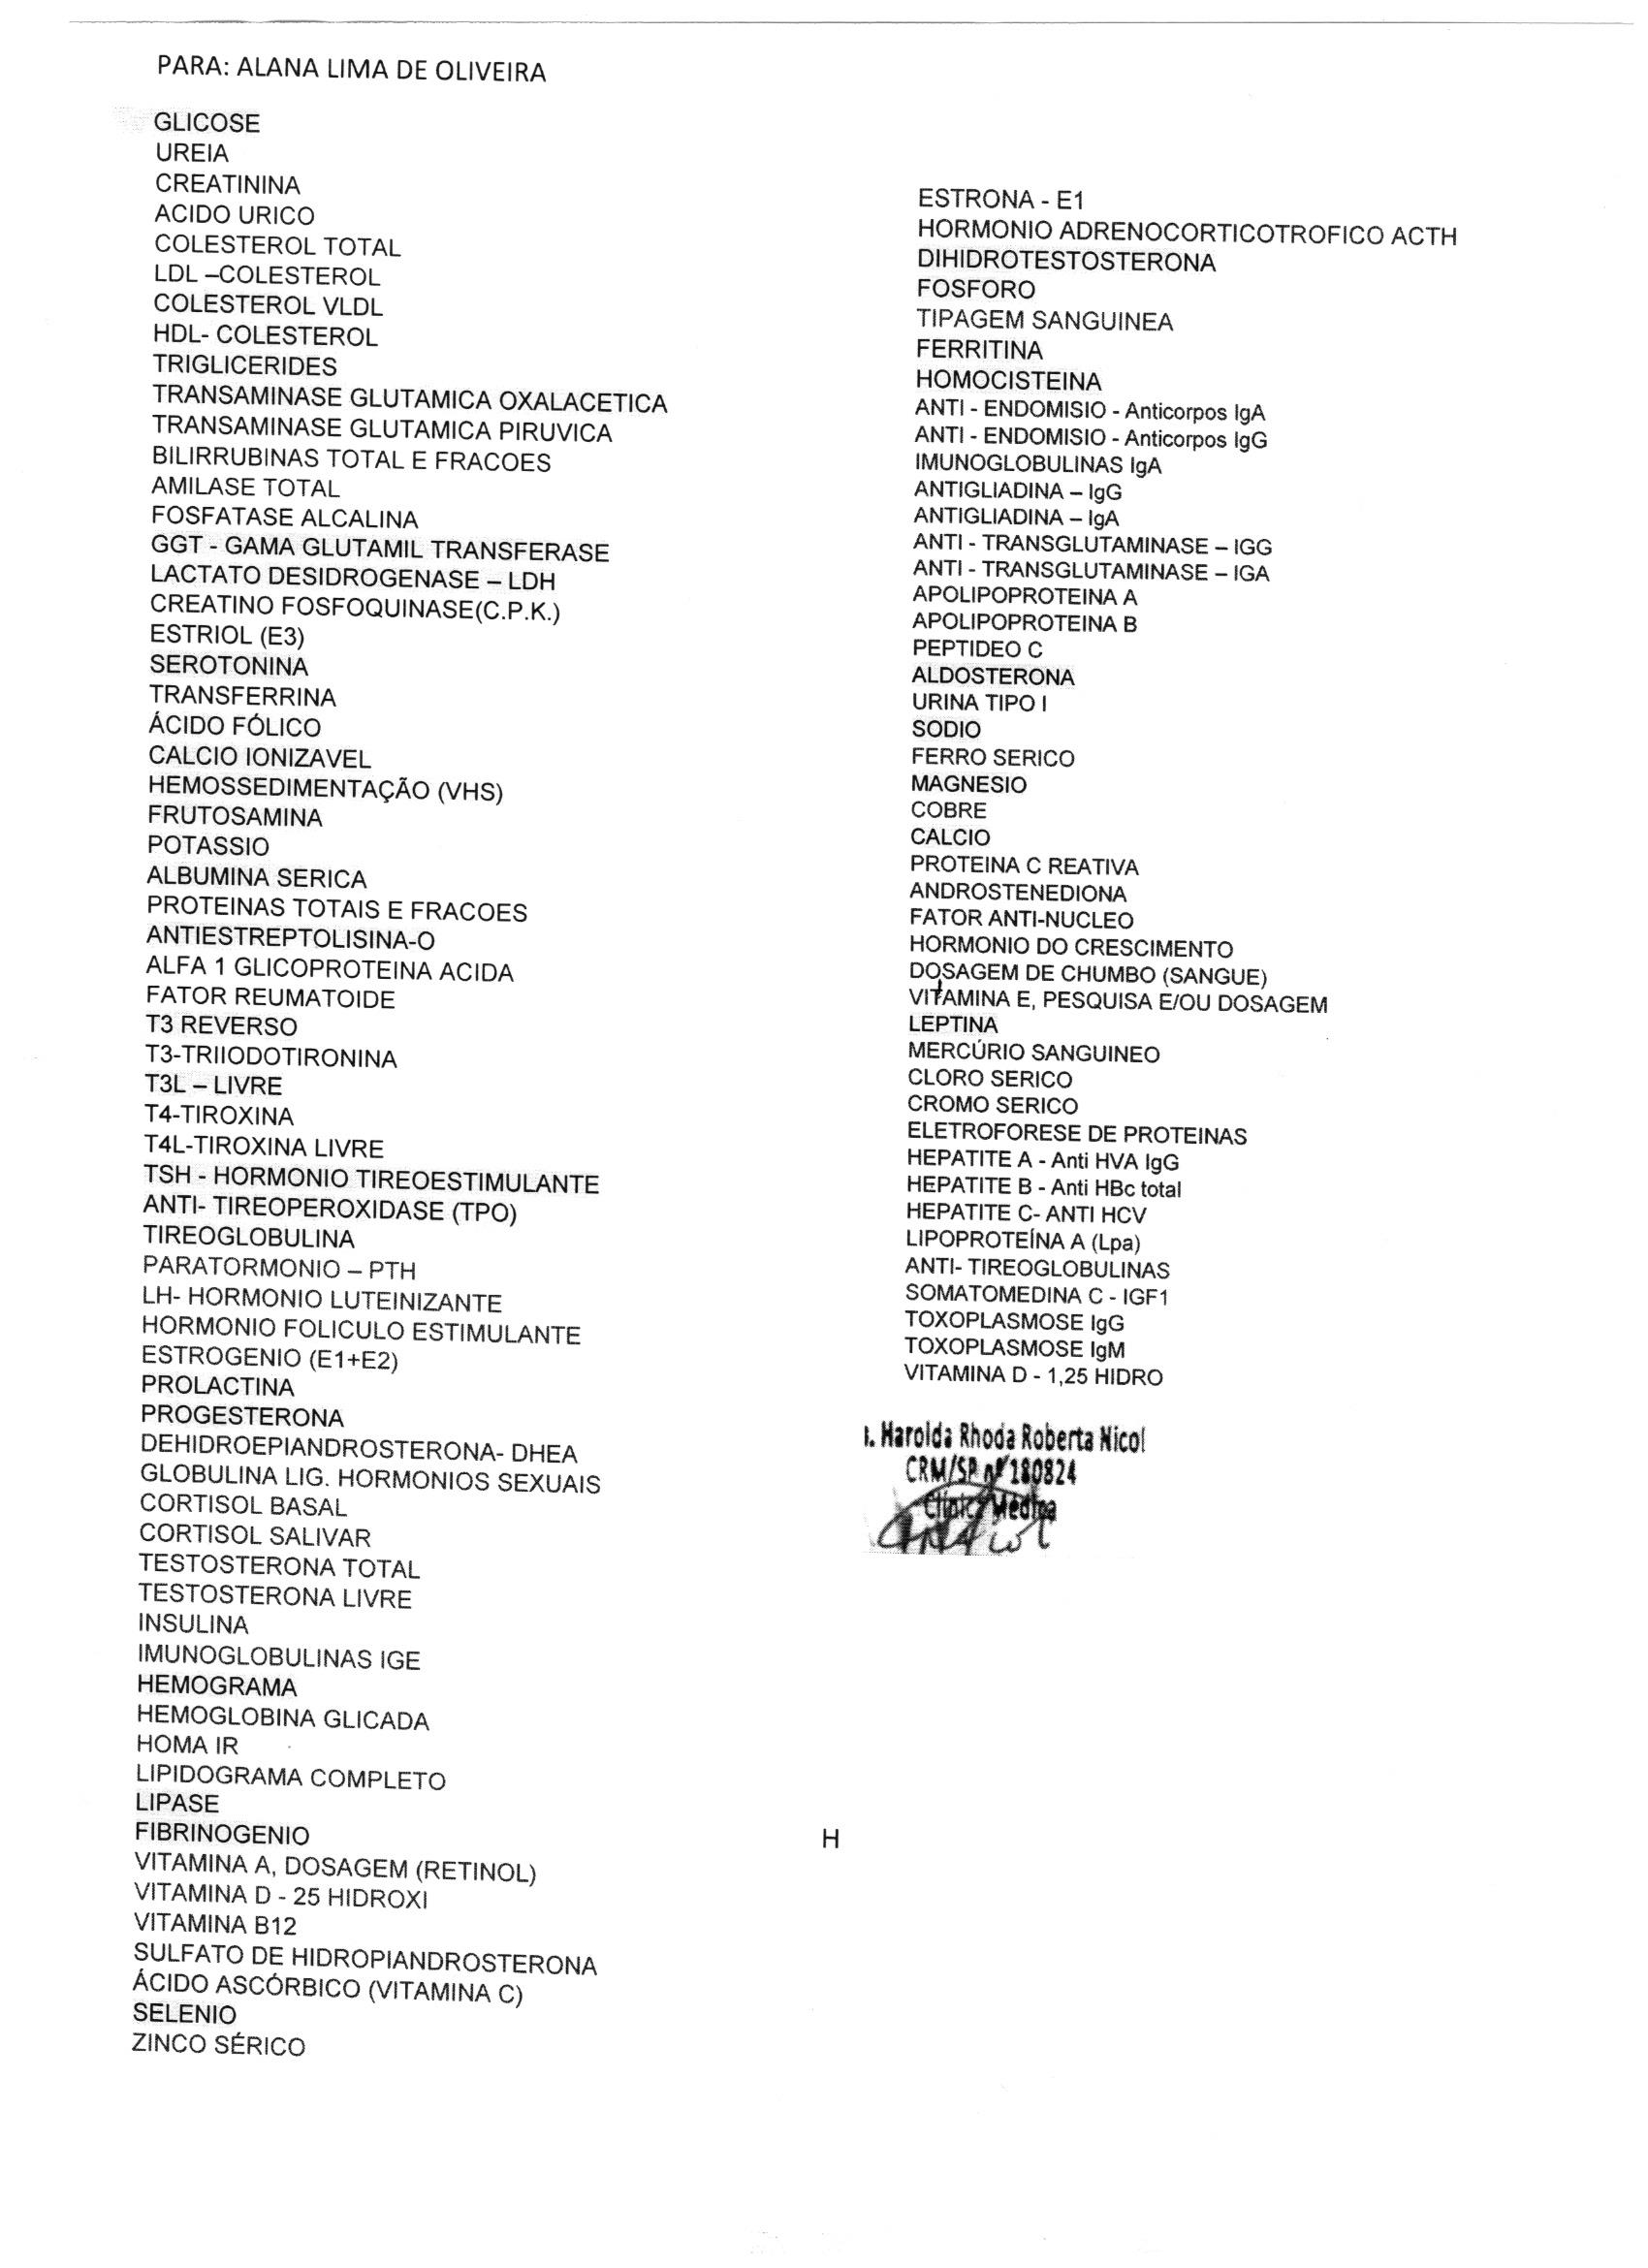 PARA: ALANA LIMA DE OLIVEIRA
GLICOSE
UREIA
CREATININA
ACIDO URICO
COLESTEROL TOTAL
LDL –COLESTEROL
COLESTEROL VLDL
HDL- COLESTEROL
TRIGLICERIDES
TRANSAMINASE GLUTAMICA OXALACETICA
TRANSAMINASE GLUTAMICA PIRUVICA
BILIRRUBINAS TOTAL E FRACOES
AMILASE TOTAL
FOSFATASE ALCALINA
GGT - GAMA GLUTAMIL TRANSFERASE
LACTATO DESIDROGENASE – LDH
CREATINO FOSFOQUINASE(C.P.K.)
ESTRIOL (E3)
SEROTONINA
TRANSFERRINA
ÁCIDO FÓLICO
CALCIO IONIZAVEL
HEMOSSEDIMENTAÇÃO (VHS)
FRUTOSAMINA
POTASSIO
ALBUMINA SERICA
PROTEINAS TOTAIS E FRACOES
ANTIESTREPTOLISINA-O
ALFA 1 GLICOPROTEINA ACIDA
FATOR REUMATOIDE
T3 REVERSO
T3-TRIIODOTIRONINA
T3L – LIVRE
T4-TIROXINA
T4L-TIROXINA LIVRE
TSH - HORMONIO TIREOESTIMULANTE
ANTI- TIREOPEROXIDASE (TPO)
TIREOGLOBULINA
PARATORMONIO – PTH
LH- HORMONIO LUTEINIZANTE
HORMONIO FOLICULO ESTIMULANTE
ESTROGENIO (E1+E2)
PROLACTINA
PROGESTERONA
DEHIDROEPIANDROSTERONA- DHEA
GLOBULINA LIG. HORMONIOS SEXUAIS
CORTISOL BASAL
CORTISOL SALIVAR
TESTOSTERONA TOTAL
TESTOSTERONA LIVRE
INSULINA
IMUNOGLOBULINAS IGE
HEMOGRAMA
HEMOGLOBINA GLICADA
HOMA IR
LIPIDOGRAMA COMPLETO
LIPASE
FIBRINOGENIO
VITAMINA A, DOSAGEM (RETINOL)
VITAMINA D - 25 HIDROXI
VITAMINA B12
SULFATO DE HIDROPIANDROSTERONA
ÁCIDO ASCÓRBICO (VITAMINA C)
SELENIO
ZINCO SÉRICO
ESTRONA - E1
HORMONIO ADRENOCORTICOTROFICO ACTH
DIHIDROTESTOSTERONA
FOSFORO
TIPAGEM SANGUINEA
FERRITINA
HOMOCISTEINA
ANTI - ENDOMISIO - Anticorpos IgA
ANTI - ENDOMISIO - Anticorpos IgG
IMUNOGLOBULINAS IgA
ANTIGLIADINA – IgG
ANTIGLIADINA – IgA
ANTI - TRANSGLUTAMINASE – IGG
ANTI - TRANSGLUTAMINASE – IGA
APOLIPOPROTEINA A
APOLIPOPROTEINA B
PEPTIDEO C
ALDOSTERONA
URINA TIPO I
SODIO
FERRO SERICO
MAGNESIO
COBRE
CALCIO
PROTEINA C REATIVA
ANDROSTENEDIONA
FATOR ANTI-NUCLEO
HORMONIO DO CRESCIMENTO
DOSAGEM DE CHUMBO (SANGUE)
VITAMINA E, PESQUISA E/OU DOSAGEM
LEPTINA
MERCÚRIO SANGUINEO
CLORO SERICO
CROMO SERICO
ELETROFORESE DE PROTEINAS
HEPATITE A - Anti HVA IgG
HEPATITE B - Anti HBc total
HEPATITE C- ANTI HCV
LIPOPROTEÍNA A (Lpa)
ANTI- TIREOGLOBULINAS
SOMATOMEDINA C - IGF1
TOXOPLASMOSE IgG
TOXOPLASMOSE IgM
VITAMINA D - 1,25 HIDRO
Harolda Rhoda Roberta Nicol
CRM/SP nº 180824
Clínica Médica
H